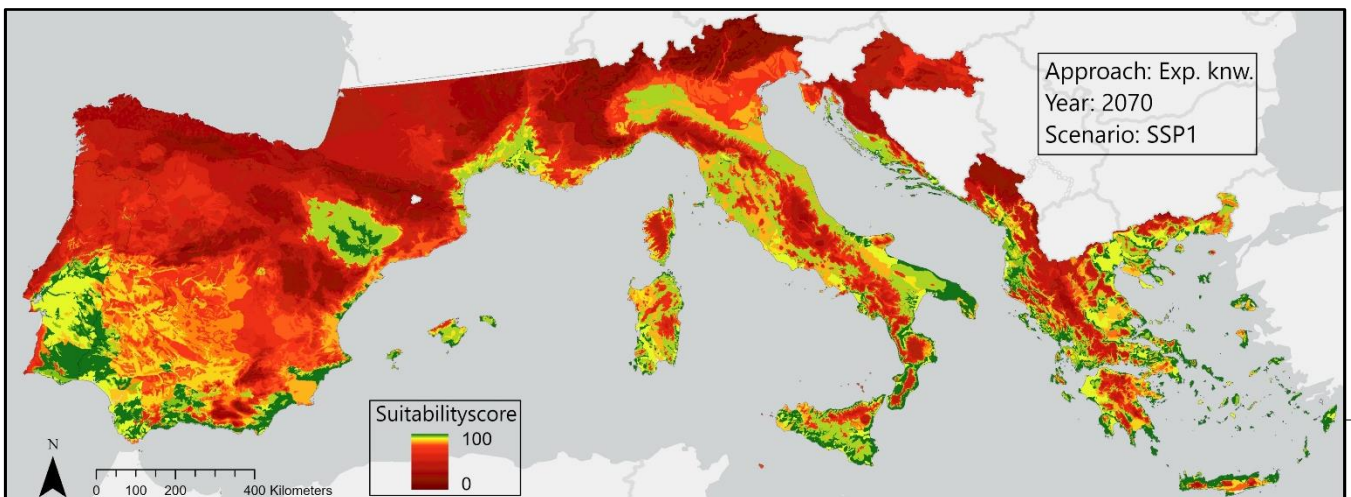 Approach: Exp. knw.
Year: 2070
Scenario: SSP1
Suitabilityscore
100
0
N
0 100 200 400 Kilometers